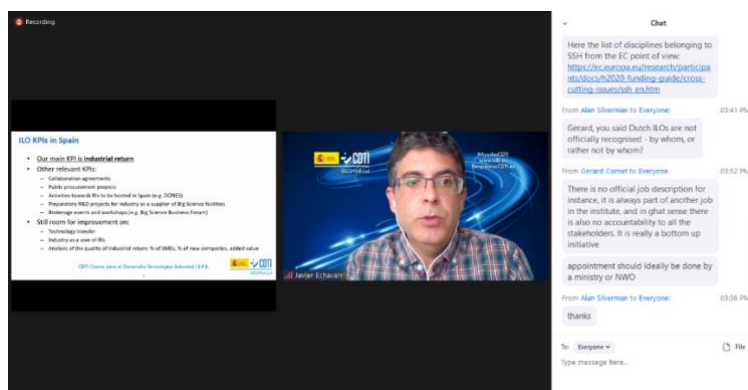 Recording
ILO KPIs in Spain
• Our main KPI is industrial return
• Other relevant KPIs:
– Collaboration agreements
– Public procurement projects
– Activities towards RIs to be hosted in Spain (e.g. DONES)
– Preparatory R&D projects for industry as a supplier of Big Science facilities
– Brokerage events and workshops (e.g. Big Science Business Forum)
• Still room for improvement on:
– Technology transfer
– Industry as a user of RIs
– Analysis of the quality of industrial return: % of SMEs, % of new companies, added value
CDTI Centro para el Desarrollo Tecnológico Industrial | E.P.E.
CDTI
CDTI
#AyudasCDTI
www.cdti.es
Javier Echavarri
Chat
Here the list of disciplines belonging to
SSH from the EC point of view:
https://ec.europa.eu/research/participa
nts/docs/h2020-funding-guide/cross-
cutting-issues/ssh_en.htm
From Alan Silverman to Everyone: 03:41 PM
Gerard, you said Dutch ILOs are not
officially recognised - by whom, or
rather not by whom?
From Gerard Cornet to Everyone: 03:52 PM
There is no official job description for
instance, it is always part of another job
in the institute, and in ghat sense there
is also no accountability to all the
stakeholders. It is really a bottom up
initiative
appointment should ideally be done by
a ministry or NWO
From Alan Silverman to Everyone: 03:56 PM
thanks
To: Everyone File
Type message here...